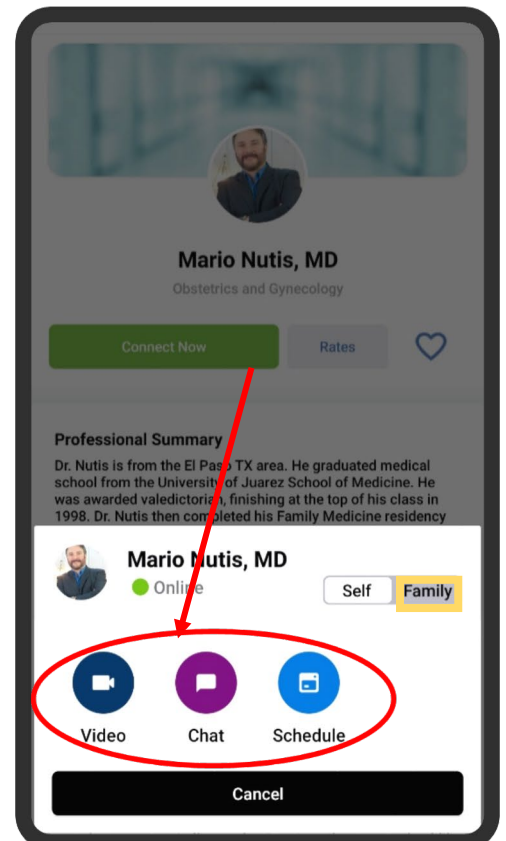 Mario Nutis, MD
Obstetrics and Gynecology
Connect Now
Rates
Professional Summary
Dr. Nutis is from the El Paso TX area. He graduated medical
school from the University of Juarez School of Medicine. He
was awarded valedictorian, finishing at the top of his class in
1998. Dr. Nutis then completed his Family Medicine residency
Mario Nutis, MD
Online
Self
Family
Video
Chat
Schedule
Cancel